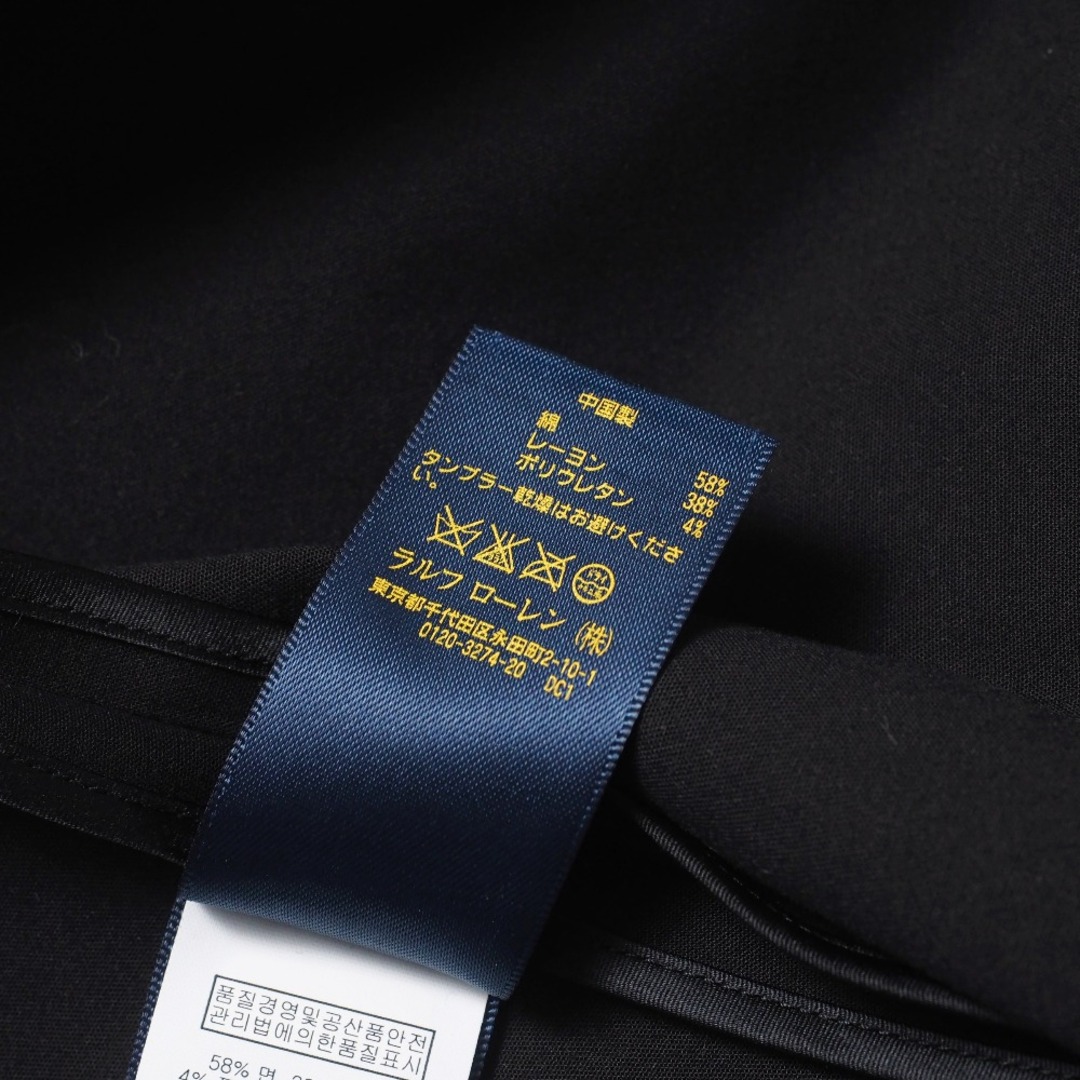 中国製
綿 58%
レーヨン 38%
ポリウレタン 4%
タンブラー乾燥はお避けくださ
い。
ラルフ ローレン (株)
東京都千代田区永田町2-10-1
0120-3274-20 DC1
품질경영및공산품안전
관리법에의한품질표시
58% 면
4%